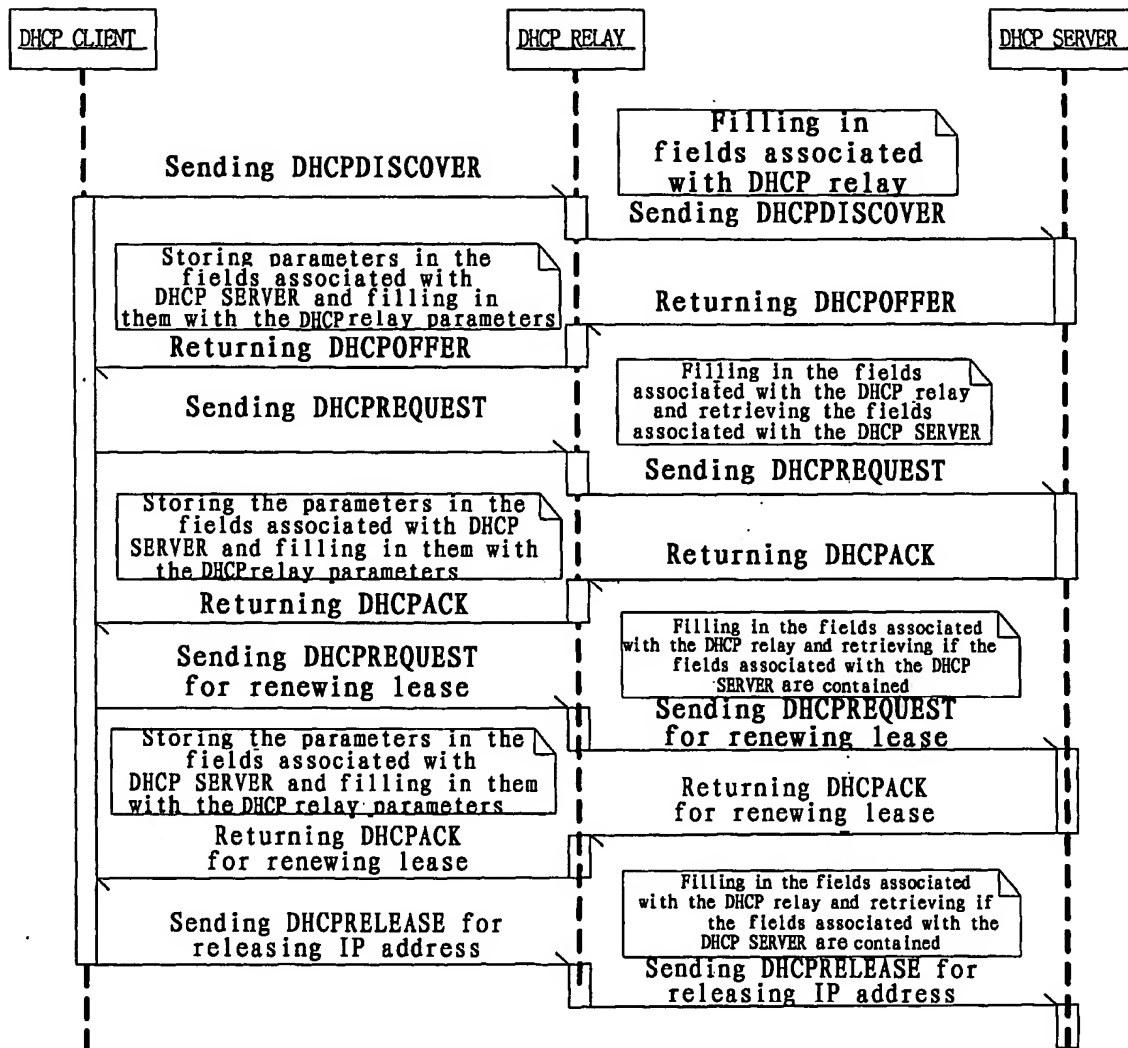 DHCP CLIENT
DHCP RELAY
DHCP SERVER
Filling in
fields associated
with DHCP relay
Sending DHCPDISCOVER
Sending DHCPDISCOVER
Storing parameters in the
fields associated with
DHCP SERVER and filling in
them with the DHCP relay parameters
Returning DHCPOFFER
Returning DHCPOFFER
Filling in the fields
associated with the DHCP relay
and retrieving the fields
associated with the DHCP SERVER
Sending DHCPREQUEST
Sending DHCPREQUEST
Storing the parameters in the
fields associated with DHCP
SERVER and filling in them with
the DHCP relay parameters
Returning DHCPACK
Returning DHCPACK
Filling in the fields associated
with the DHCP relay and retrieving if the
fields associated with the DHCP
SERVER are contained
Sending DHCPREQUEST
for renewing lease
Sending DHCPREQUEST
for renewing lease
Storing the parameters in the
fields associated with
DHCP SERVER and filling in them
with the DHCP relay parameters
Returning DHCPACK
for renewing lease
Returning DHCPACK
for renewing lease
Filling in the fields associated
with the DHCP relay and retrieving if
the fields associated with the
DHCP SERVER are contained
Sending DHCPRELEASE for
releasing IP address
Sending DHCPRELEASE for
releasing IP address